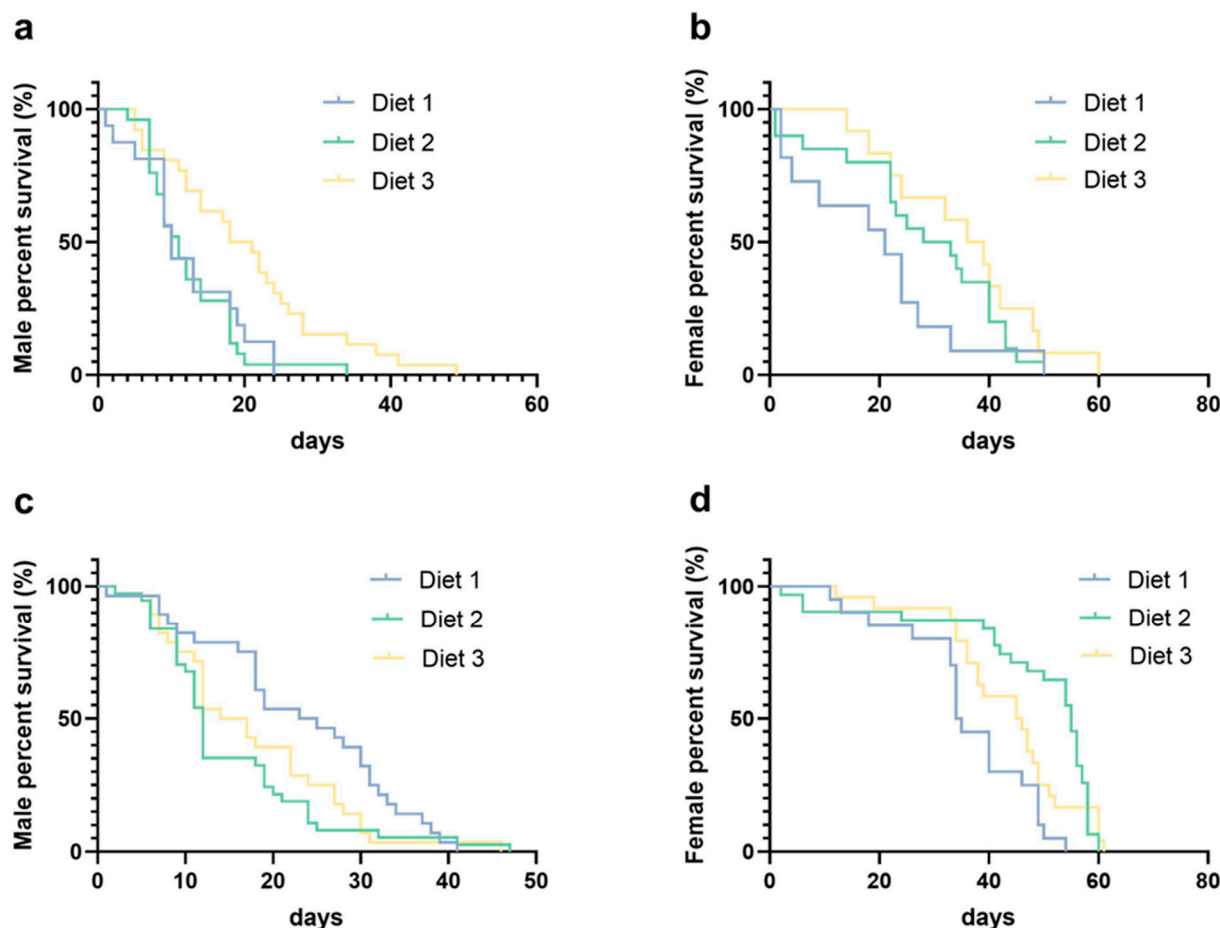 a
Male percent survival (%)
100
50
0
0 20 40 60
days
Diet 1
Diet 2
Diet 3
b
Female percent survival (%)
100
50
0
0 20 40 60 80
days
Diet 1
Diet 2
Diet 3
c
Male percent survival (%)
100
50
0
0 10 20 30 40 50
days
Diet 1
Diet 2
Diet 3
d
Female percent survival (%)
100
50
0
0 20 40 60 80
days
Diet 1
Diet 2
Diet 3